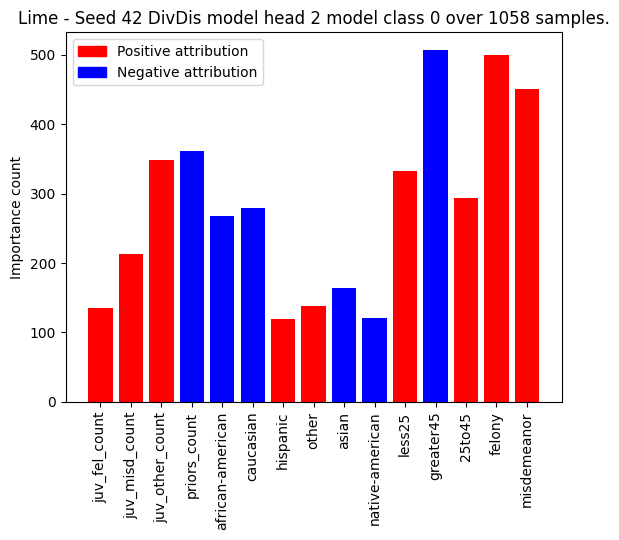 Lime - Seed 42 DivDis model head 2 model class 0 over 1058 samples.
Positive attribution
Negative attribution
Importance count
500
400
300
200
100
0
juv_fel_count
juv_misd_count
juv_other_count
priors_count
african-american
caucasian
hispanic
other
asian
native-american
less25
greater45
25to45
felony
misdemeanor